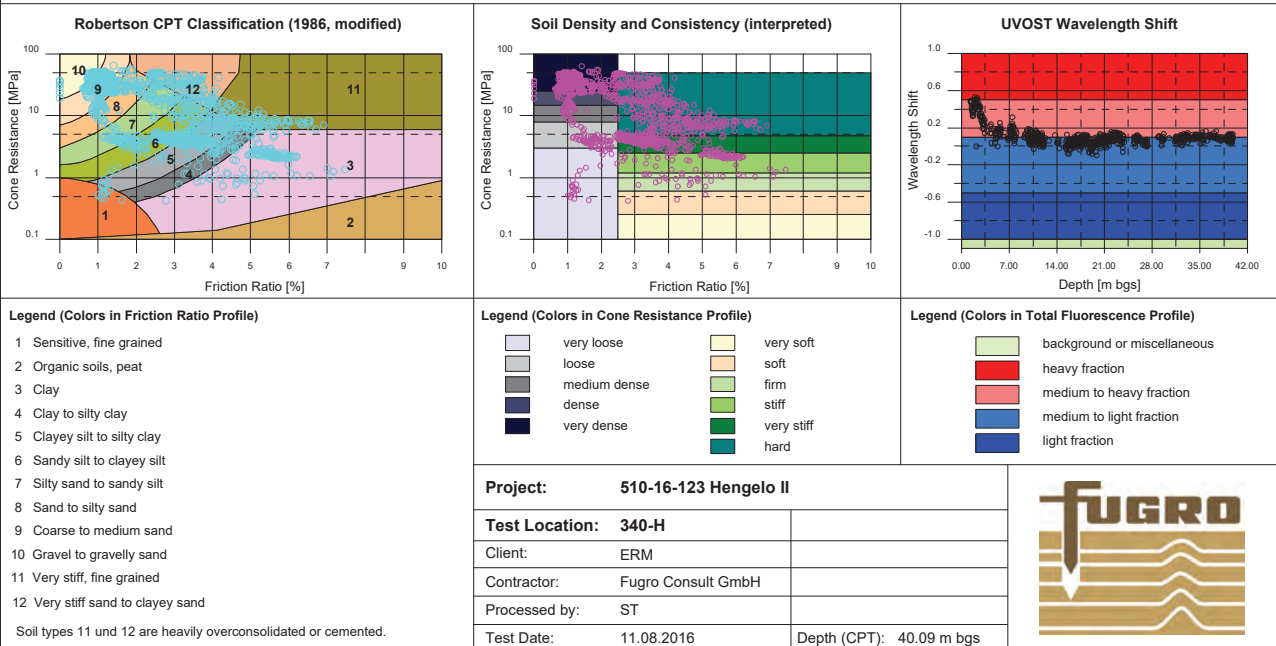 Robertson CPT Classification (1986, modified)
Cone Resistance [MPa]
100
10
1
0.1
10
9
8
7
6
5
4
12
11
3
1
2
0 1 2 3 4 5 6 7 9 10
Friction Ratio [%]
Soil Density and Consistency (interpreted)
Cone Resistance [MPa]
100
10
1
0.1
0 1 2 3 4 5 6 7 9 10
Friction Ratio [%]
UVOST Wavelength Shift
Wavelength Shift
1.0
0.6
0.2
-0.2
-0.6
-1.0
0.00 7.00 14.00 21.00 28.00 35.00 42.00
Depth [m bgs]
Legend (Colors in Friction Ratio Profile)
1 Sensitive, fine grained
2 Organic soils, peat
3 Clay
4 Clay to silty clay
5 Clayey silt to silty clay
6 Sandy silt to clayey silt
7 Silty sand to sandy silt
8 Sand to silty sand
9 Coarse to medium sand
10 Gravel to gravelly sand
11 Very stiff, fine grained
12 Very stiff sand to clayey sand
Soil types 11 und 12 are heavily overconsolidated or cemented.
Legend (Colors in Cone Resistance Profile)
very loose
loose
medium dense
dense
very dense
very soft
soft
firm
stiff
very stiff
hard
Legend (Colors in Total Fluorescence Profile)
background or miscellaneous
heavy fraction
medium to heavy fraction
medium to light fraction
light fraction
Project: 510-16-123 Hengelo II
Test Location: 340-H
Client: ERM
Contractor: Fugro Consult GmbH
Processed by: ST
Test Date: 11.08.2016 Depth (CPT): 40.09 m bgs
fUGRO